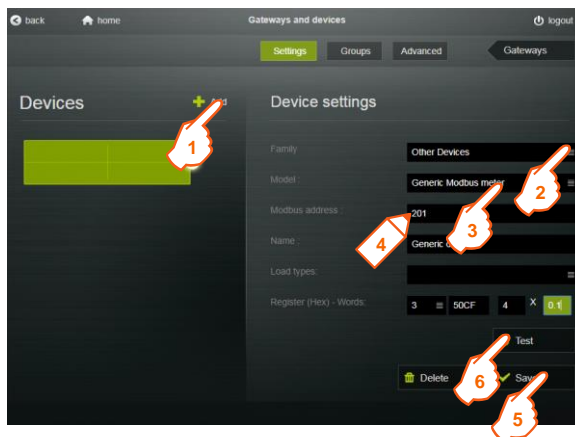 back home Gateways and devices logout
Settings Groups Advanced Gateways
Devices Add Device settings
1
Family Other Devices
2
Model : Generic Modbus meter
3
Modbus address : 201
4
Name : Generic
Load types:
Register (Hex) - Words: 3 50CF 4 X 0.1
Test
6
Delete Save
5